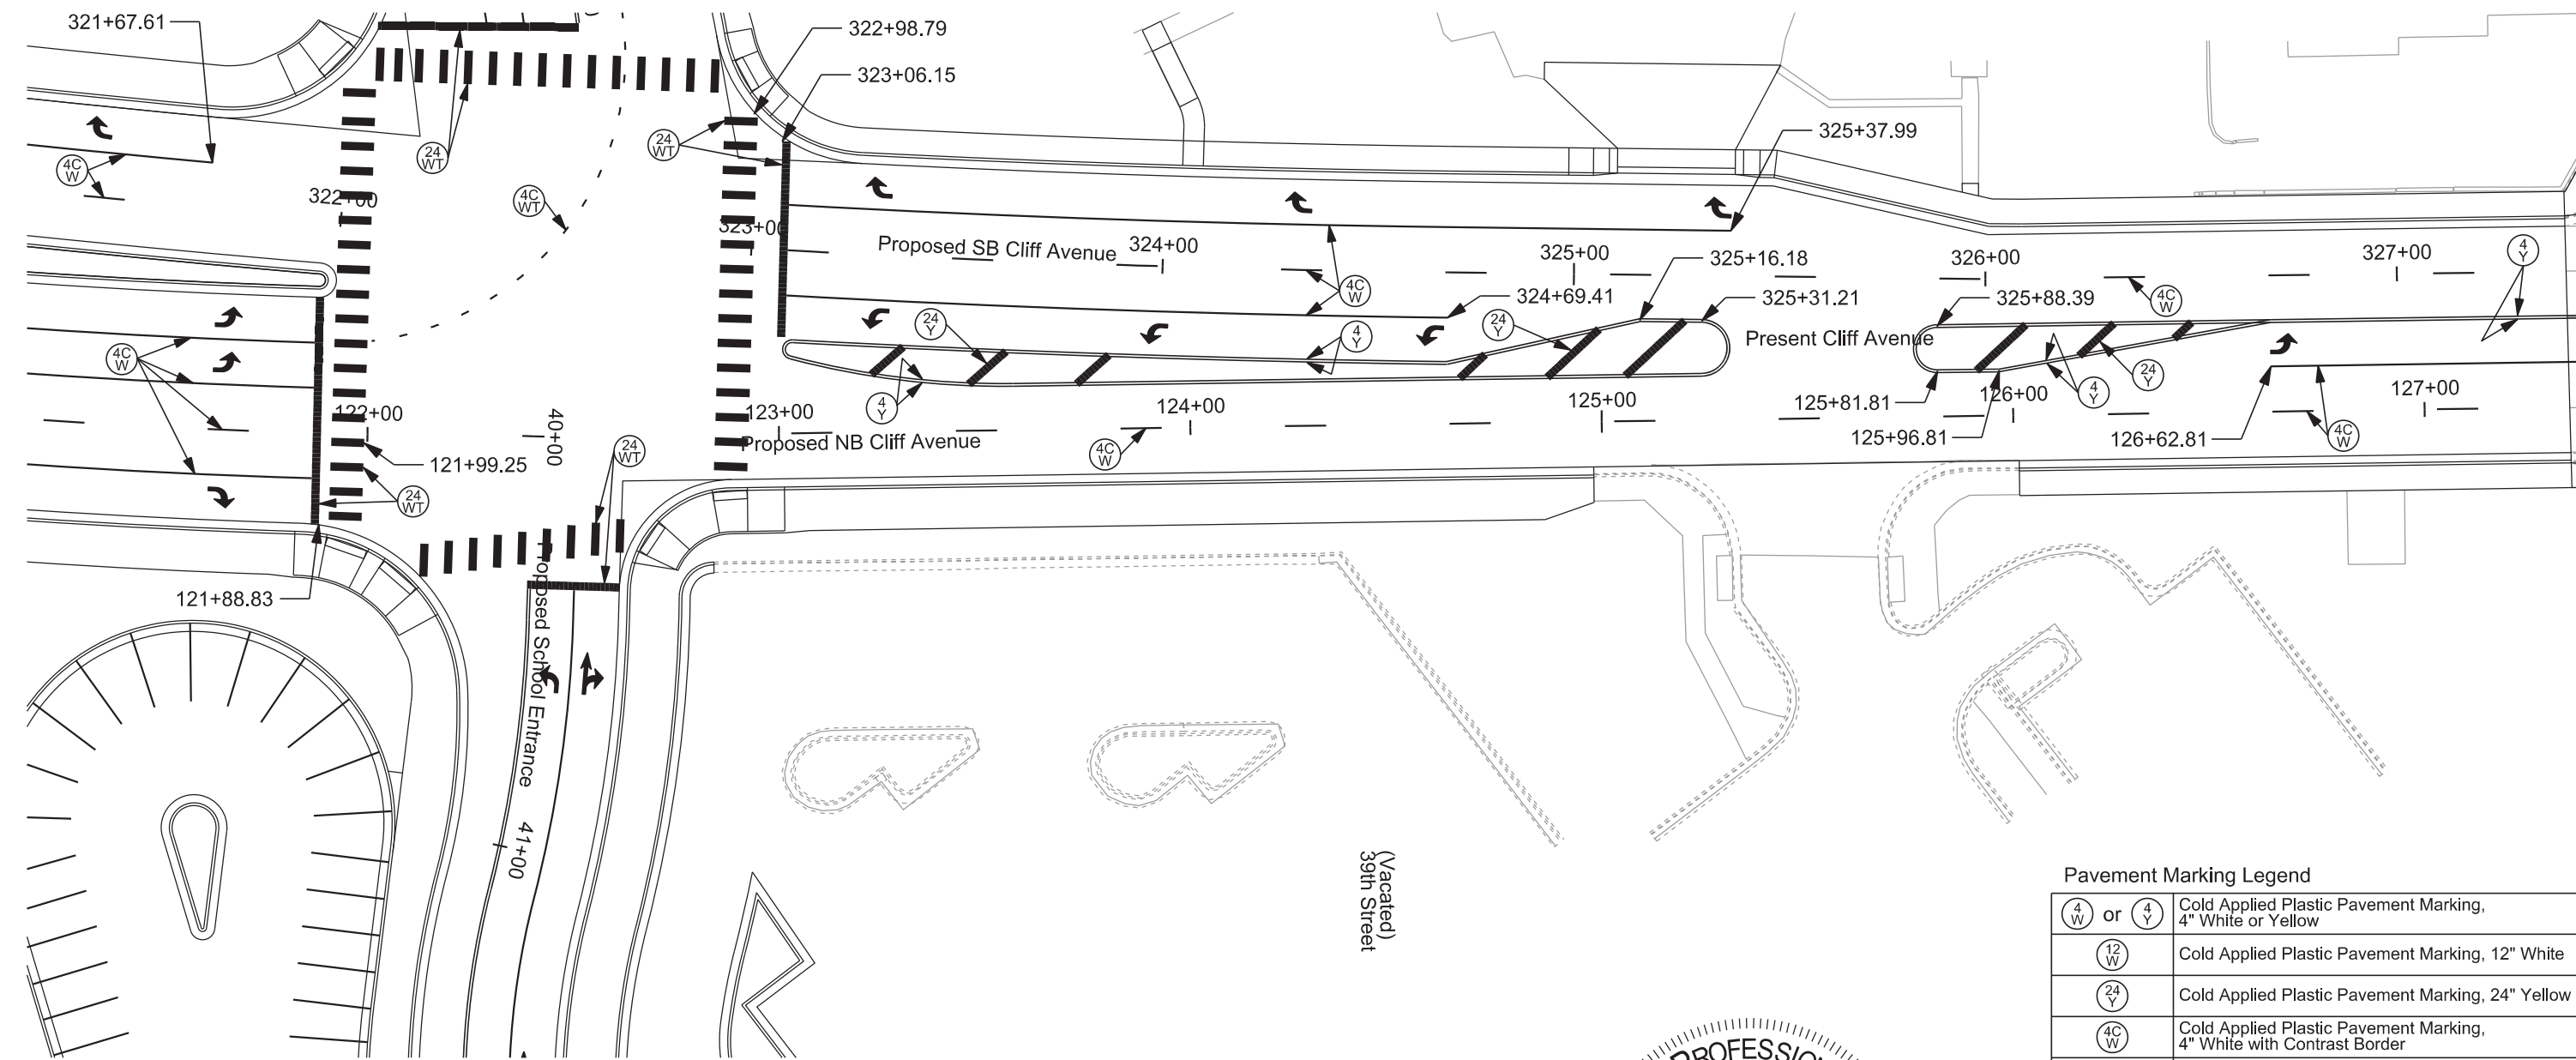 321+67.61
322+98.79
323+06.15
325+37.99
24 WT
24 WT
4C W
4C WT
322+00
323+00
Proposed SB Cliff Avenue
324+00
325+00
325+16.18
326+00
327+00
4 Y
4C W
324+69.41
325+31.21
325+88.39
4C W
24 Y
24 Y
4 Y
Present Cliff Avenue
4C W
4 Y
24 Y
4 Y
122+00
40+00
123+00
124+00
125+00
125+81.81
126+00
127+00
Proposed NB Cliff Avenue
4C W
125+96.81
126+62.81
4C W
121+99.25
24 WT
24 WT
121+88.83
Proposed School Entrance
41+00
(Vacated)
39th Street
Pavement Marking Legend
4 W or 4 Y Cold Applied Plastic Pavement Marking,
4" White or Yellow
12 W Cold Applied Plastic Pavement Marking, 12" White
24 Y Cold Applied Plastic Pavement Marking, 24" Yellow
4C W Cold Applied Plastic Pavement Marking,
4" White with Contrast Border